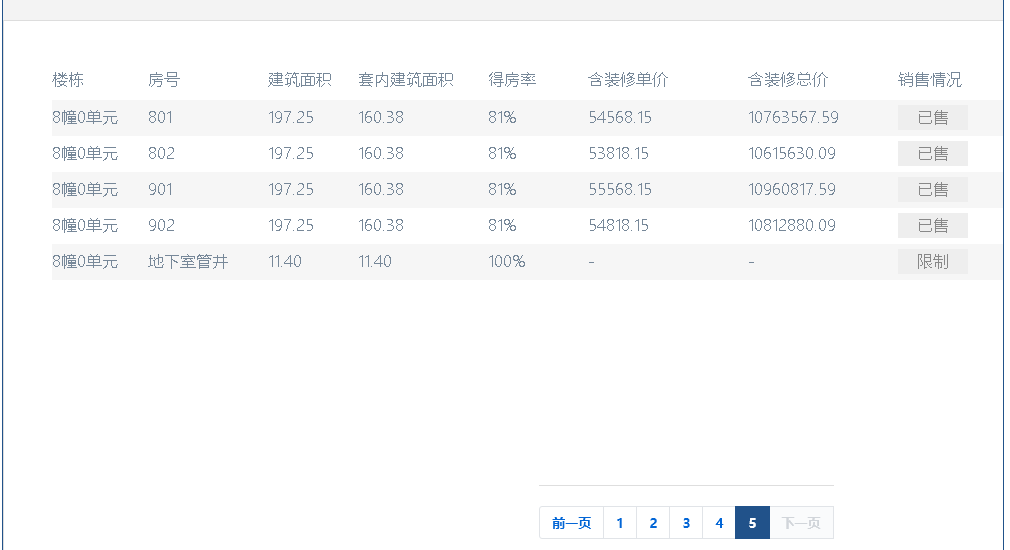 楼栋 房号 建筑面积 套内建筑面积 得房率 含装修单价 含装修总价 销售情况
8幢0单元 801 197.25 160.38 81% 54568.15 10763567.59 已售
8幢0单元 802 197.25 160.38 81% 53818.15 10615630.09 已售
8幢0单元 901 197.25 160.38 81% 55568.15 10960817.59 已售
8幢0单元 902 197.25 160.38 81% 54818.15 10812880.09 已售
8幢0单元 地下室管井 11.40 11.40 100% - - 限制
前一页 1 2 3 4 5 下一页